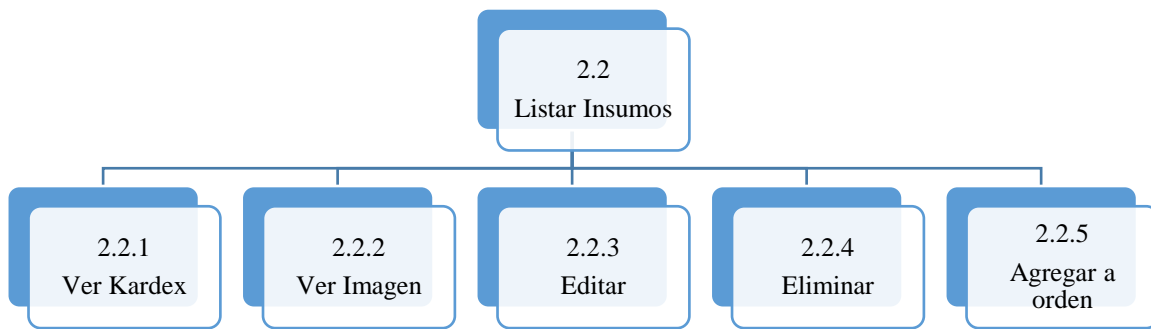 2.2
Listar Insumos
2.2.1
Ver Kardex
2.2.2
Ver Imagen
2.2.3
Editar
2.2.4
Eliminar
2.2.5
Agregar a
orden